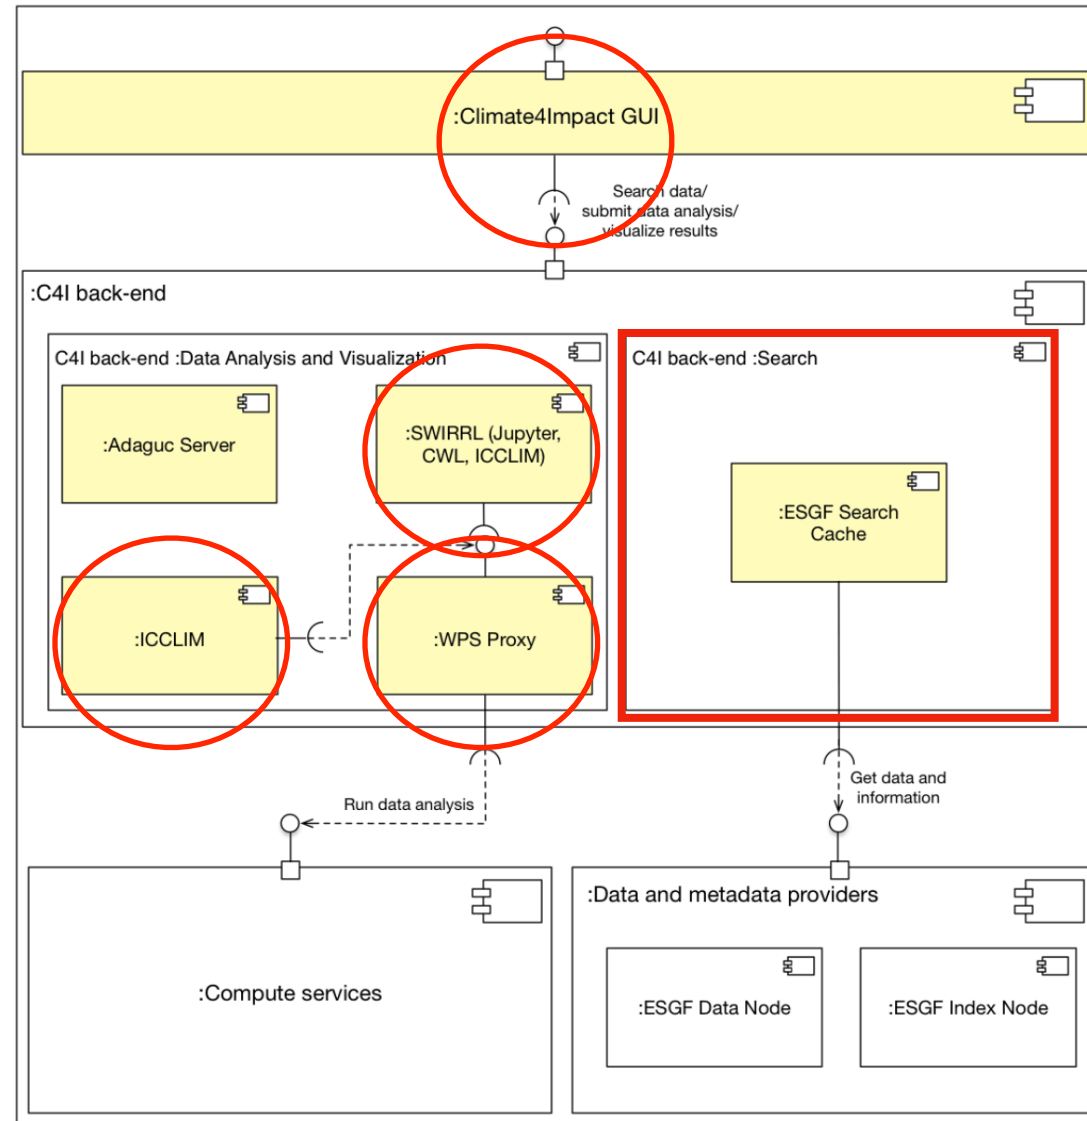 :Climate4Impact GUI
Search data/
submit data analysis/
visualize results
:C4I back-end
C4I back-end :Data Analysis and Visualization
C4I back-end :Search
:Adaguc Server
:SWIRRL (Jupyter,
CWL, ICCLIM)
:ESGF Search
Cache
:ICCLIM
:WPS Proxy
Run data analysis
Get data and
information
:Compute services
:Data and metadata providers
:ESGF Data Node
:ESGF Index Node